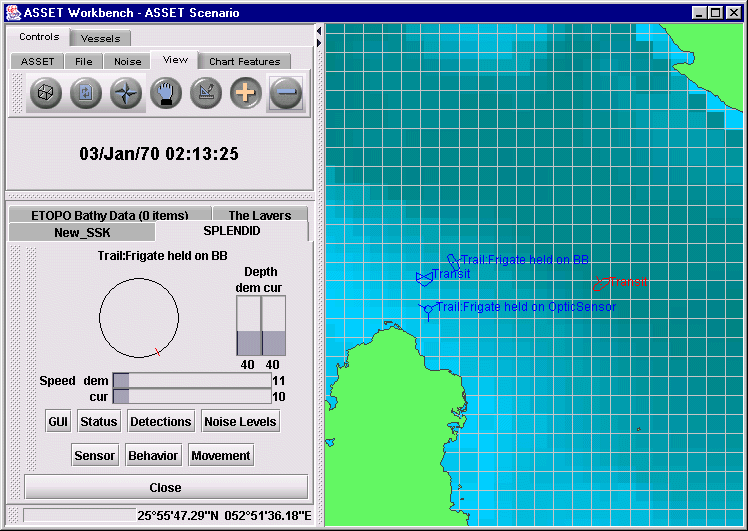 ASSET Workbench - ASSET Scenario
Controls Vessels
ASSET File Noise View Chart Features
03/Jan/70 02:13:25
ETOPO Bathy Data (0 items) The Layers
New_SSK SPLENDID
Trail:Frigate held on BB
Depth
dem cur
40 40
Speed dem 11
cur 10
GUI Status Detections Noise Levels
Sensor Behavior Movement
Close
25°55'47.29"N 052°51'36.18"E
Trail:Frigate held on BB
Transit
Trail:Frigate held on OpticSensor